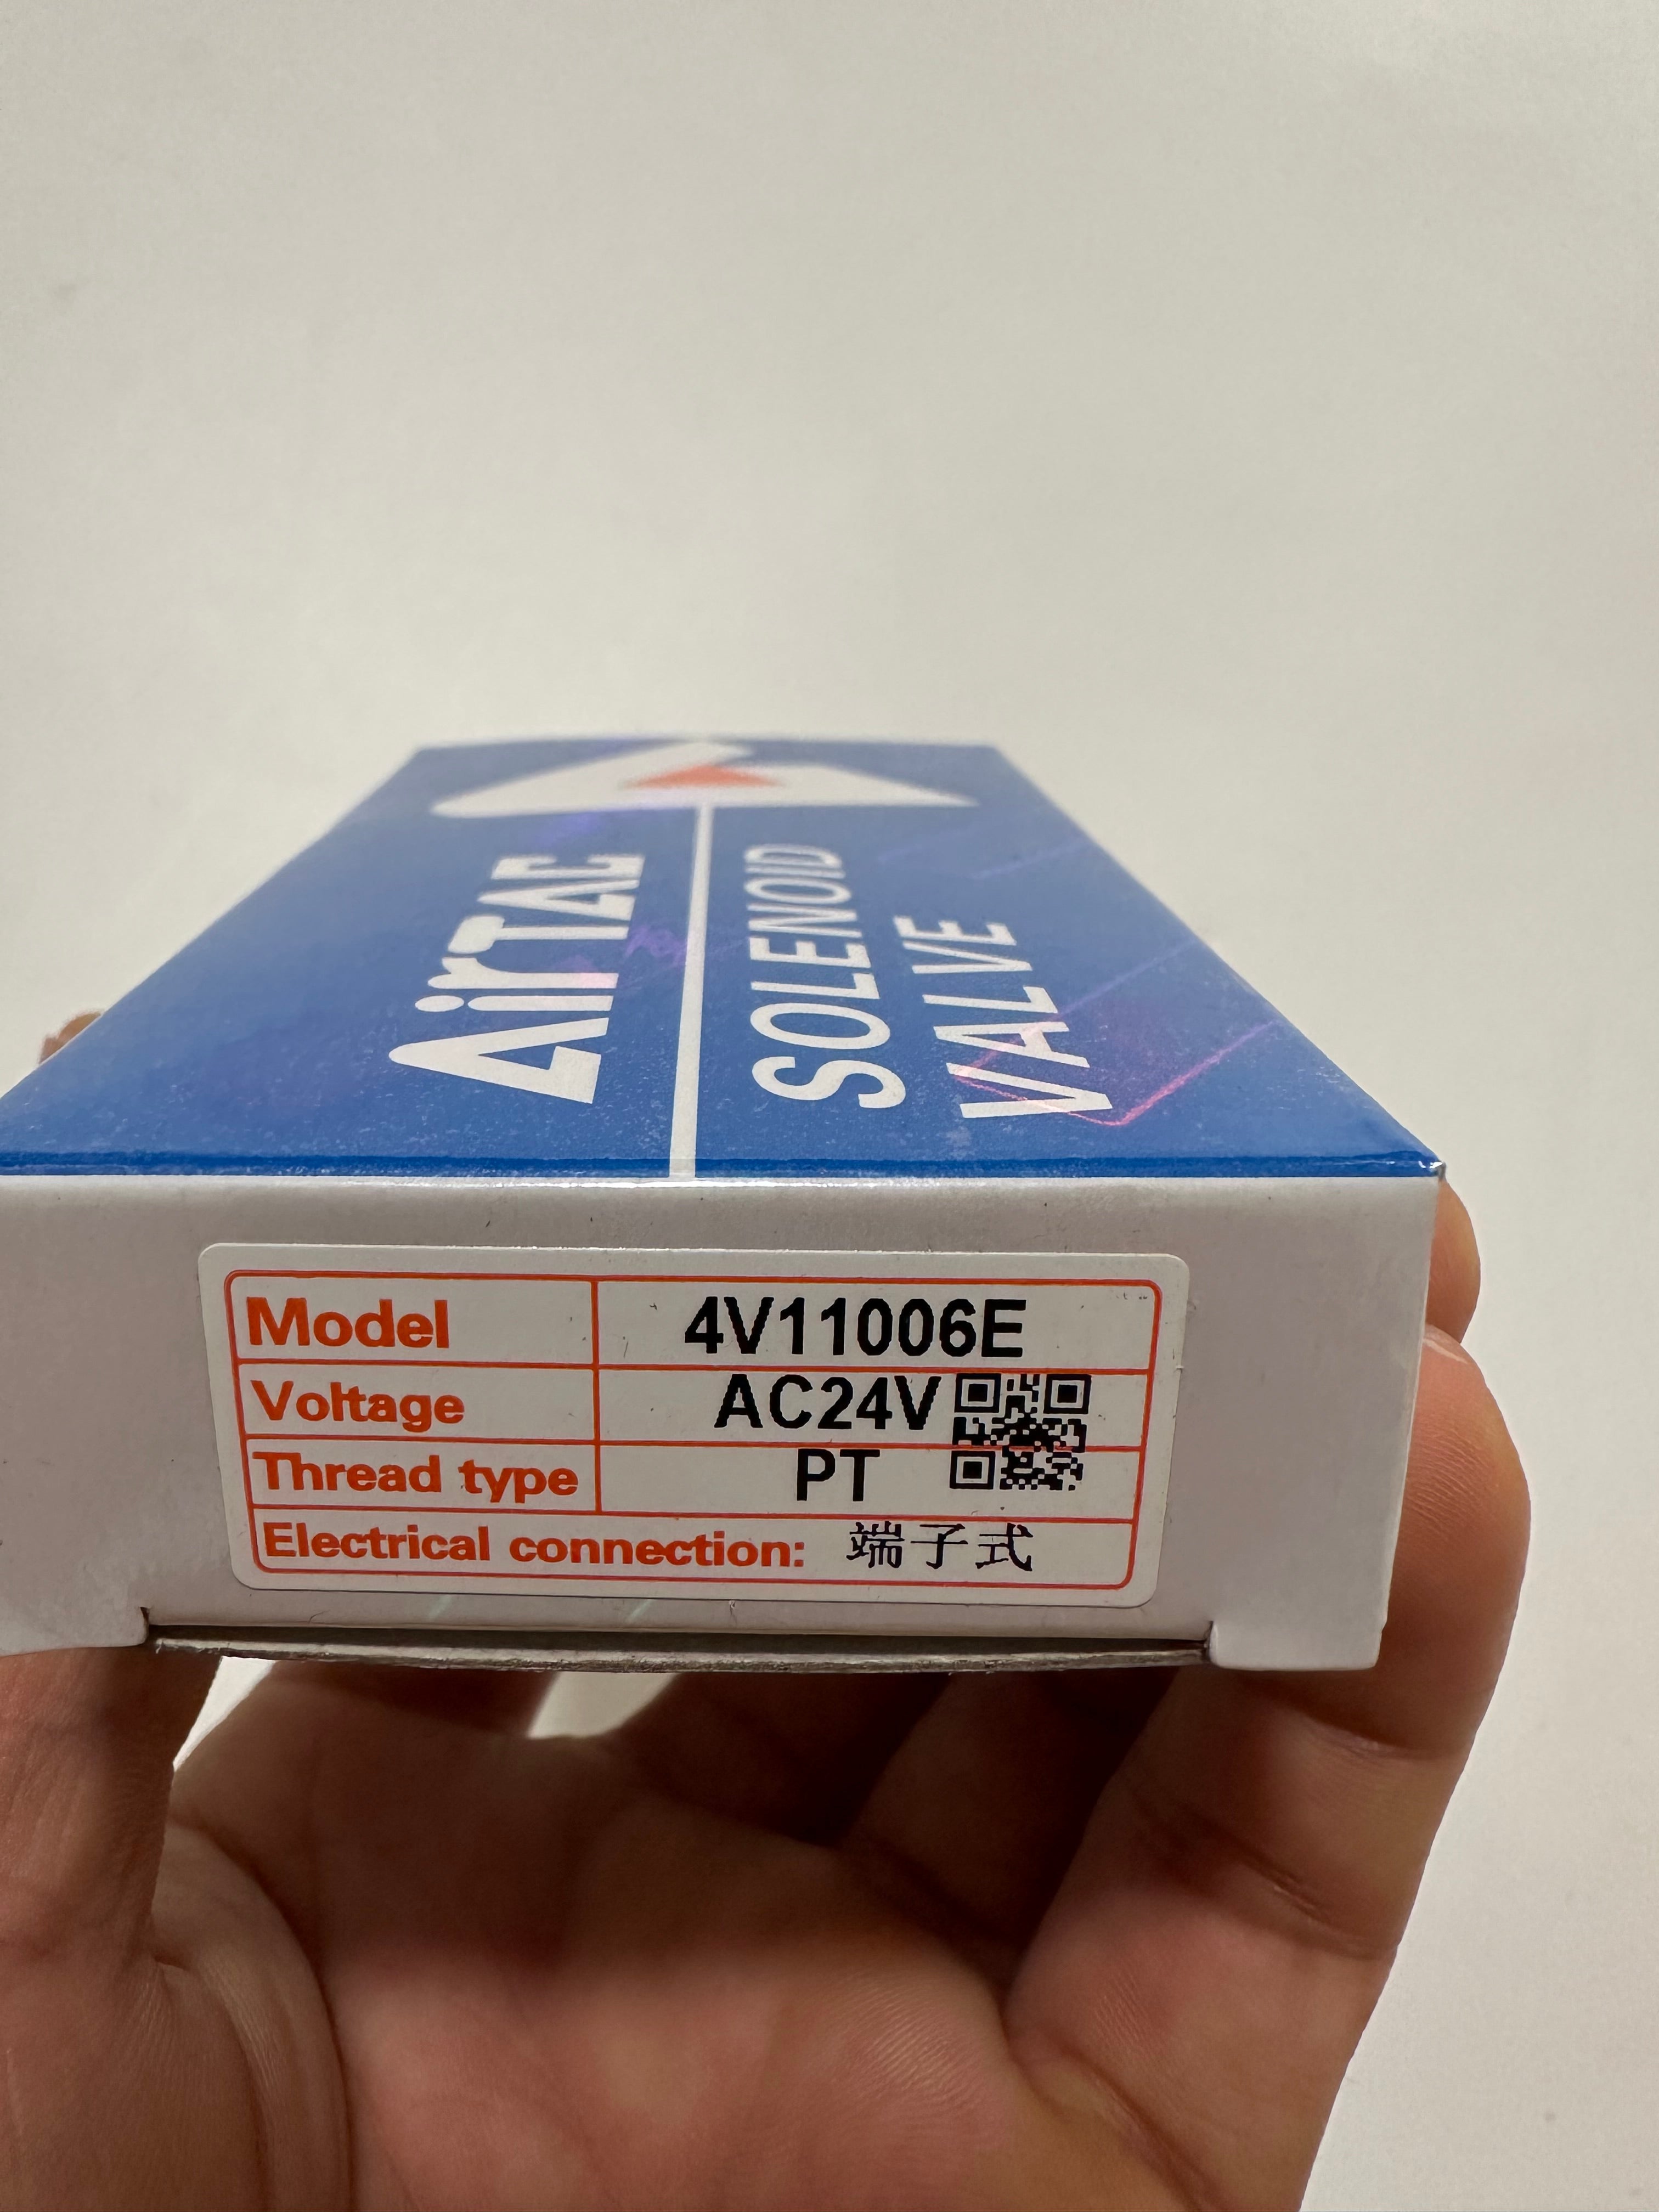 AirTAC
SOLENOID
VALVE
Model 4V11006E
Voltage AC24V
Thread type PT
Electrical connection: 端子式